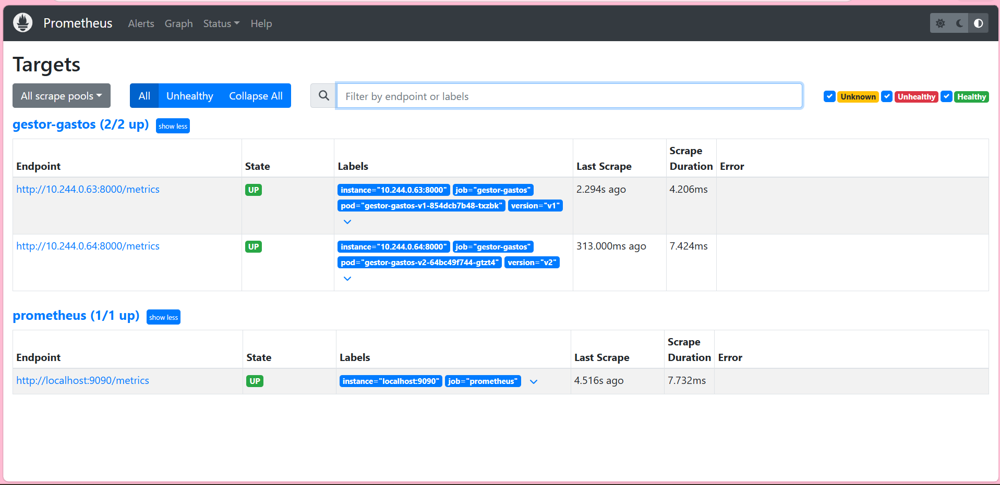 Prometheus Alerts Graph Status Help
Targets
All scrape pools All Unhealthy Collapse All Filter by endpoint or labels Unknown Unhealthy Healthy
gestor-gastos (2/2 up) show less
Endpoint State Labels Last Scrape Scrape Duration Error
http://10.244.0.63:8000/metrics UP instance="10.244.0.63:8000" job="gestor-gastos" 2.294s ago 4.206ms
pod="gestor-gastos-v1-854dcb7b48-txzbk" version="v1"
http://10.244.0.64:8000/metrics UP instance="10.244.0.64:8000" job="gestor-gastos" 313.000ms ago 7.424ms
pod="gestor-gastos-v2-64bc49f744-gtzt4" version="v2"
prometheus (1/1 up) show less
Endpoint State Labels Last Scrape Scrape Duration Error
http://localhost:9090/metrics UP instance="localhost:9090" job="prometheus" 4.516s ago 7.732ms